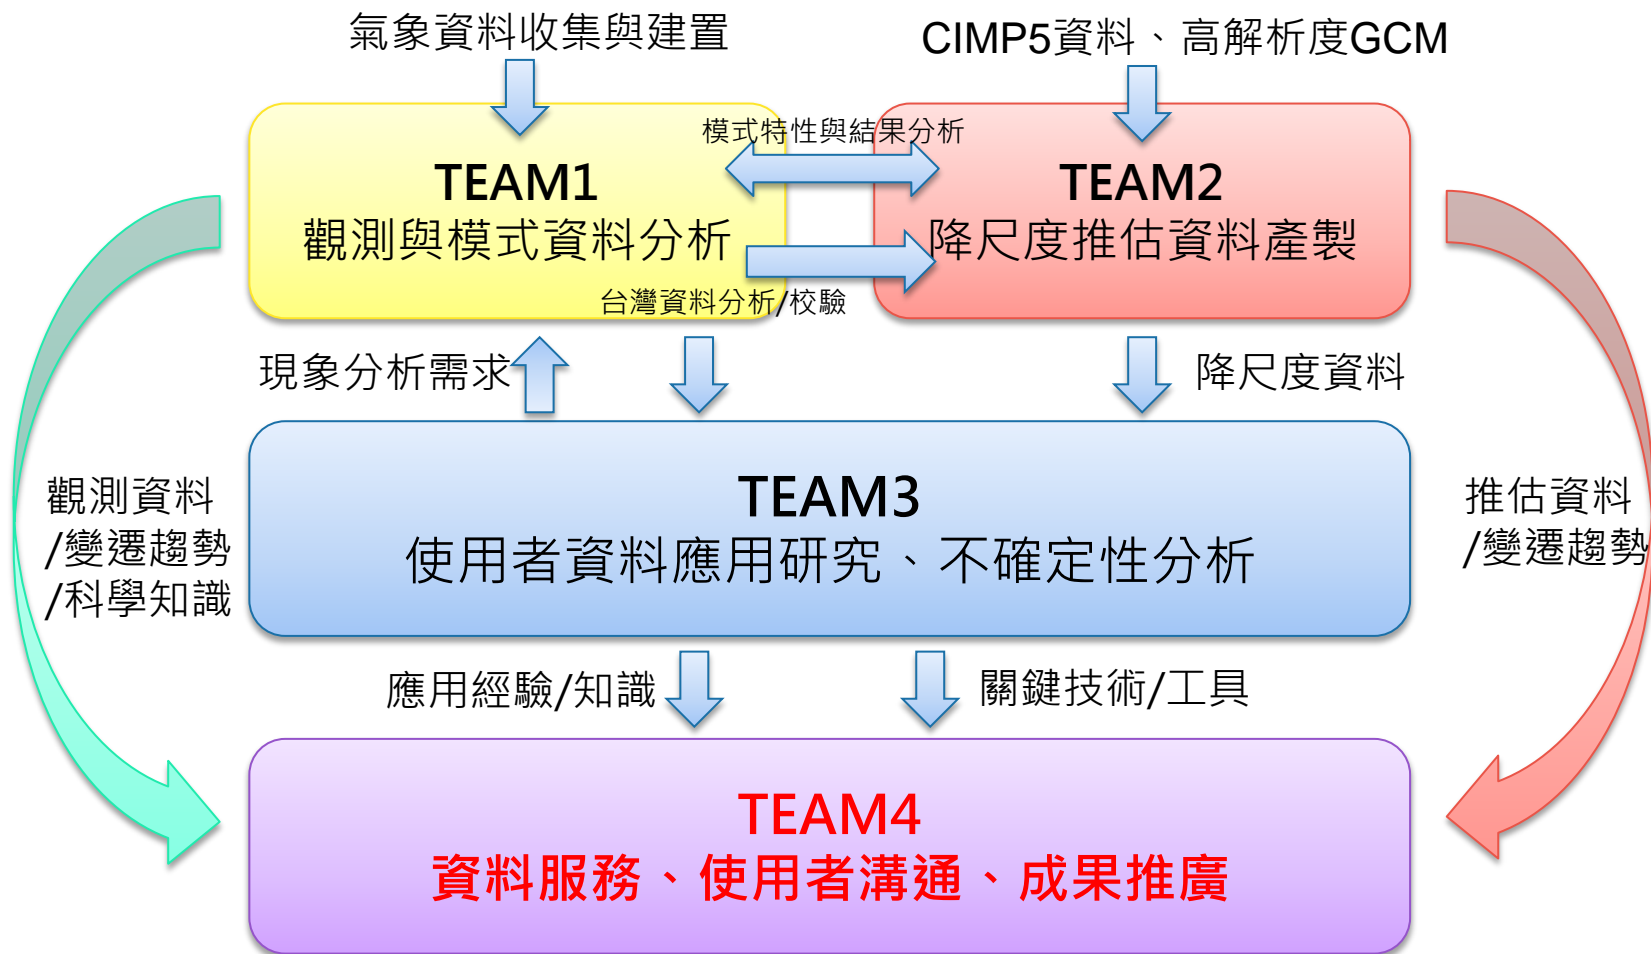 氣象資料收集與建置
CIMP5資料、高解析度GCM
模式特性與結果分析
TEAM1
觀測與模式資料分析
TEAM2
降尺度推估資料產製
台灣資料分析/校驗
現象分析需求
降尺度資料
觀測資料
/變遷趨勢
/科學知識
TEAM3
使用者資料應用研究、不確定性分析
推估資料
/變遷趨勢
應用經驗/知識
關鍵技術/工具
TEAM4
資料服務、使用者溝通、成果推廣